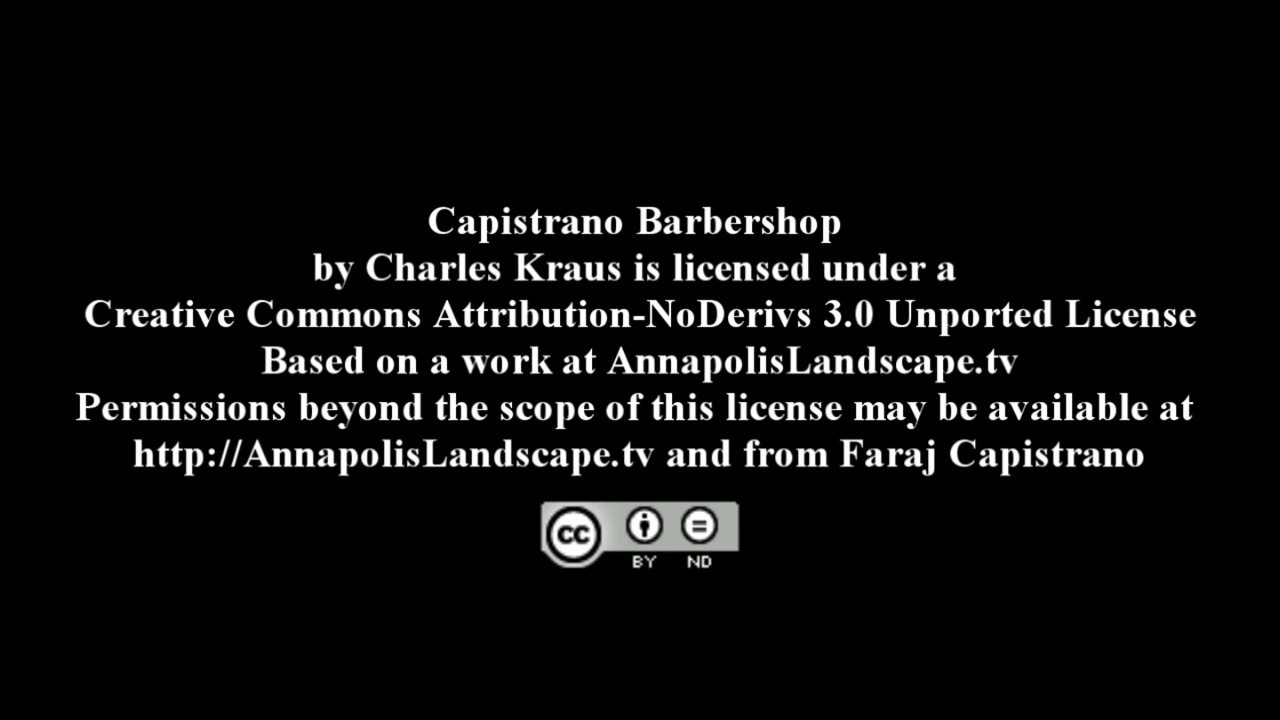 Capistrano Barbershop
by Charles Kraus is licensed under a
Creative Commons Attribution-NoDerivs 3.0 Unported License
Based on a work at AnnapolisLandscape.tv
Permissions beyond the scope of this license may be available at
http://AnnapolisLandscape.tv and from Faraj Capistrano
cc
BY ND